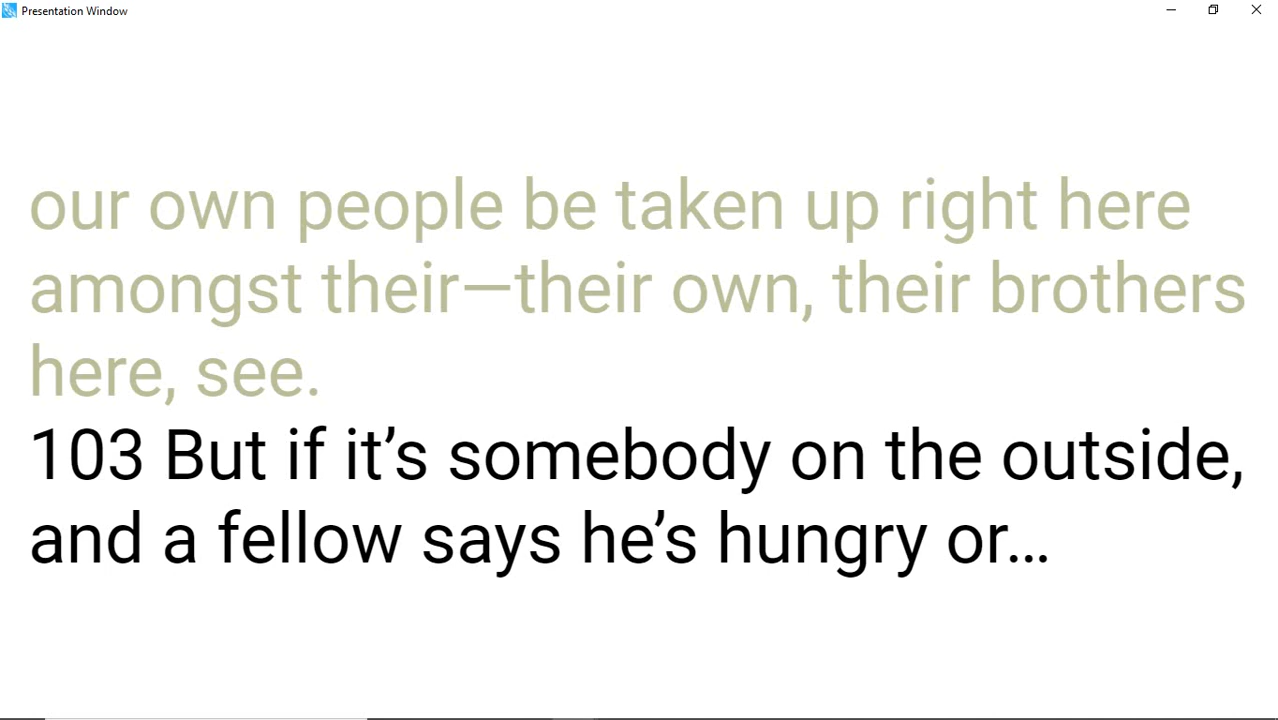 Presentation Window
our own people be taken up right here
amongst their—their own, their brothers
here, see.
103 But if it’s somebody on the outside,
and a fellow says he’s hungry or…